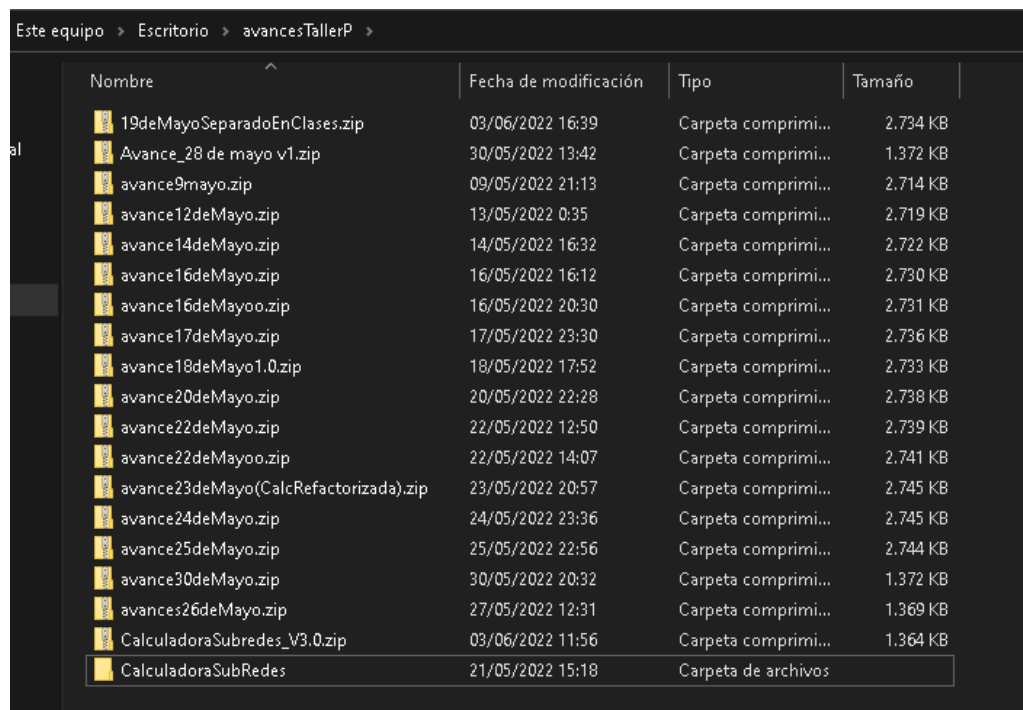 Este equipo > Escritorio > avancesTallerP >
Nombre Fecha de modificación Tipo Tamaño
19deMayoSeparadoEnClases.zip 03/06/2022 16:39 Carpeta comprimi... 2.734 KB
al
Avance_28 de mayo v1.zip 30/05/2022 13:42 Carpeta comprimi... 1.372 KB
avance9mayo.zip 09/05/2022 21:13 Carpeta comprimi... 2.714 KB
avance12deMayo.zip 13/05/2022 0:35 Carpeta comprimi... 2.719 KB
avance14deMayo.zip 14/05/2022 16:32 Carpeta comprimi... 2.722 KB
avance16deMayo.zip 16/05/2022 16:12 Carpeta comprimi... 2.730 KB
avance16deMayoo.zip 16/05/2022 20:30 Carpeta comprimi... 2.731 KB
avance17deMayo.zip 17/05/2022 23:30 Carpeta comprimi... 2.736 KB
avance18deMayo1.0.zip 18/05/2022 17:52 Carpeta comprimi... 2.733 KB
avance20deMayo.zip 20/05/2022 22:28 Carpeta comprimi... 2.738 KB
avance22deMayo.zip 22/05/2022 12:50 Carpeta comprimi... 2.739 KB
avance22deMayoo.zip 22/05/2022 14:07 Carpeta comprimi... 2.741 KB
avance23deMayo(CalcRefactorizada).zip 23/05/2022 20:57 Carpeta comprimi... 2.745 KB
avance24deMayo.zip 24/05/2022 23:36 Carpeta comprimi... 2.745 KB
avance25deMayo.zip 25/05/2022 22:56 Carpeta comprimi... 2.744 KB
avance30deMayo.zip 30/05/2022 20:32 Carpeta comprimi... 1.372 KB
avances26deMayo.zip 27/05/2022 12:31 Carpeta comprimi... 1.369 KB
CalculadoraSubredes_V3.0.zip 03/06/2022 11:56 Carpeta comprimi... 1.364 KB
CalculadoraSubRedes 21/05/2022 15:18 Carpeta de archivos